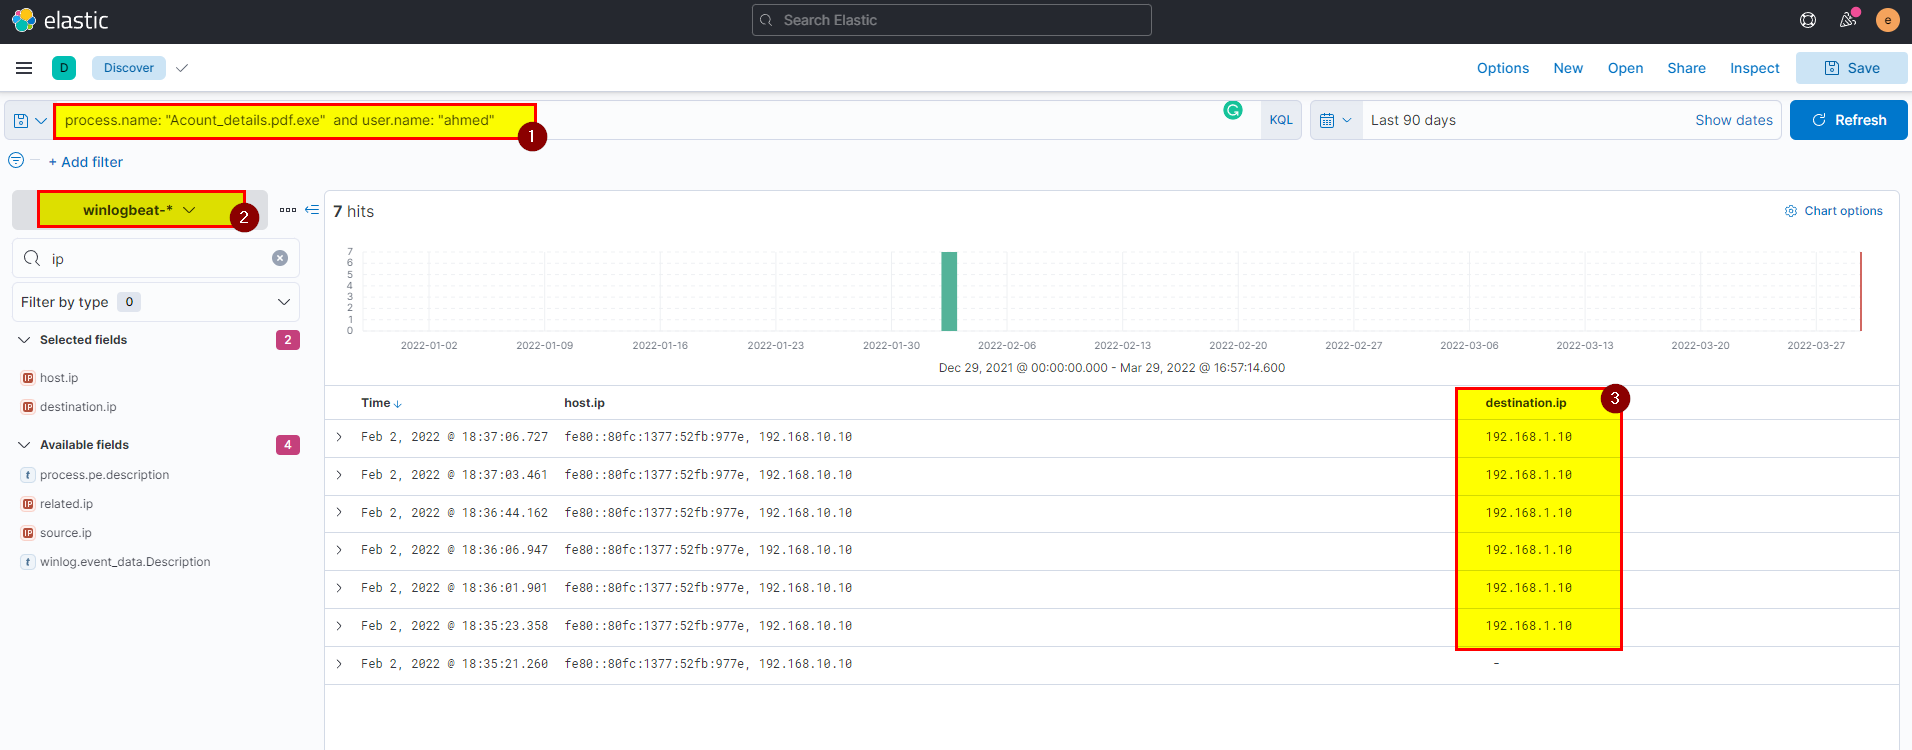 elastic
Search Elastic
e
D
Discover
Options New Open Share Inspect Save
process.name: "Acount_details.pdf.exe" and user.name: "ahmed"
1
KQL
Last 90 days
Show dates
Refresh
+ Add filter
winlogbeat-*
2
7 hits
Chart options
ip
Filter by type 0
Selected fields 2
host.ip
destination.ip
Available fields 4
process.pe.description
related.ip
source.ip
winlog.event_data.Description
7
6
5
4
3
2
1
0
2022-01-02 2022-01-09 2022-01-16 2022-01-23 2022-01-30 2022-02-06 2022-02-13 2022-02-20 2022-02-27 2022-03-06 2022-03-13 2022-03-20 2022-03-27
Dec 29, 2021 @ 00:00:00.000 - Mar 29, 2022 @ 16:57:14.600
Time host.ip destination.ip
3
Feb 2, 2022 @ 18:37:06.727 fe80::80fc:1377:52fb:977e, 192.168.10.10 192.168.1.10
Feb 2, 2022 @ 18:37:03.461 fe80::80fc:1377:52fb:977e, 192.168.10.10 192.168.1.10
Feb 2, 2022 @ 18:36:44.162 fe80::80fc:1377:52fb:977e, 192.168.10.10 192.168.1.10
Feb 2, 2022 @ 18:36:06.947 fe80::80fc:1377:52fb:977e, 192.168.10.10 192.168.1.10
Feb 2, 2022 @ 18:36:01.901 fe80::80fc:1377:52fb:977e, 192.168.10.10 192.168.1.10
Feb 2, 2022 @ 18:35:23.358 fe80::80fc:1377:52fb:977e, 192.168.10.10 192.168.1.10
Feb 2, 2022 @ 18:35:21.260 fe80::80fc:1377:52fb:977e, 192.168.10.10 -